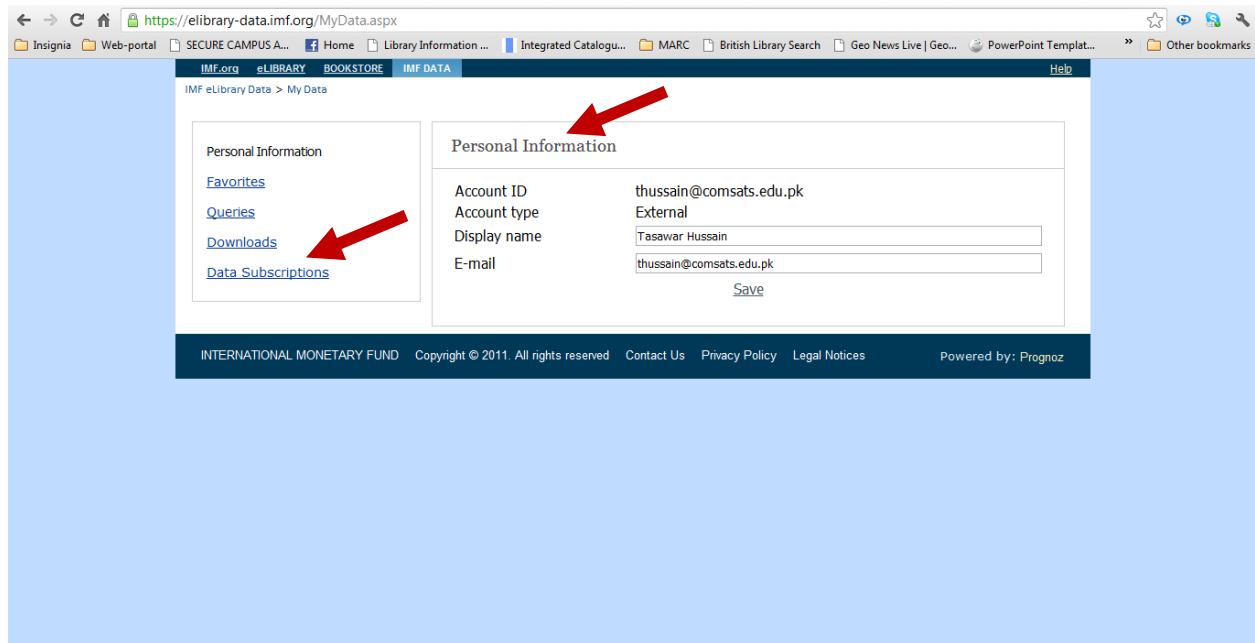 https://elibrary-data.imf.org/MyData.aspx
Insignia Web-portal SECURE CAMPUS A... Home Library Information ... Integrated Catalogu... MARC British Library Search Geo News Live | Geo... PowerPoint Templat... » Other bookmarks
IMF.org eLIBRARY BOOKSTORE IMF DATA Help
IMF eLibrary Data > My Data
Personal Information
Favorites
Queries
Downloads
Data Subscriptions
Personal Information
Account ID thussain@comsats.edu.pk
Account type External
Display name Tasawar Hussain
E-mail thussain@comsats.edu.pk
Save
INTERNATIONAL MONETARY FUND Copyright © 2011. All rights reserved Contact Us Privacy Policy Legal Notices Powered by: Prognoz